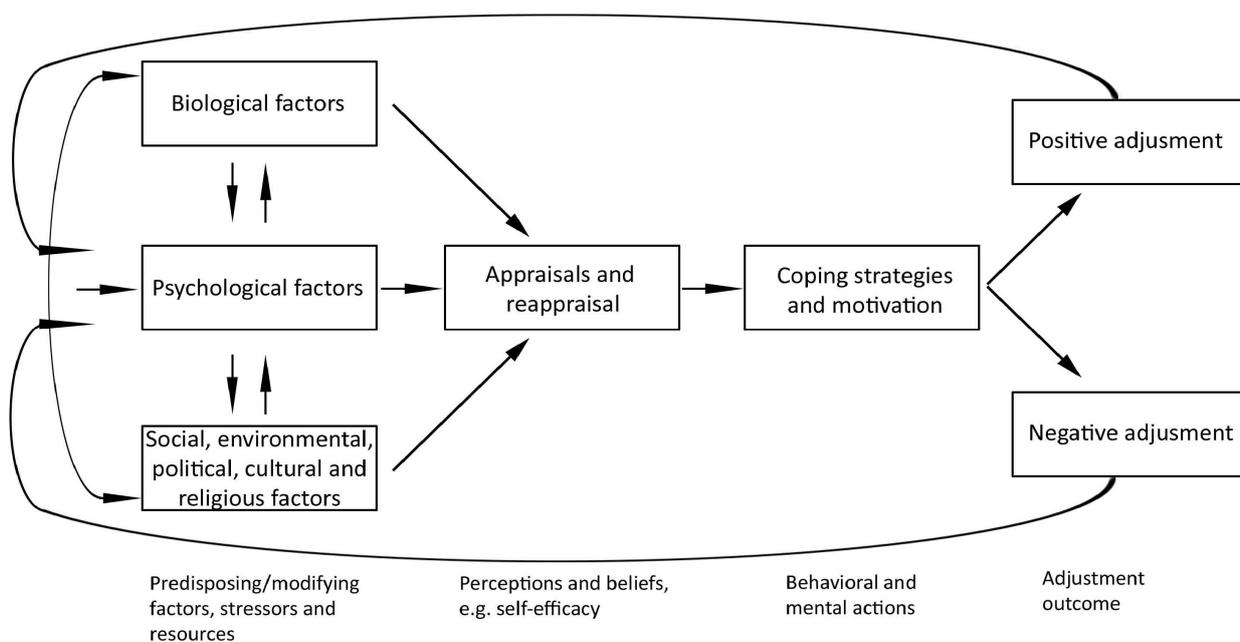 Biological factors
Positive adjusment
Psychological factors
Appraisals and
reappraisal
Coping strategies
and motivation
Social, environmental,
political, cultural and
religious factors
Negative adjusment
Predisposing/modifying
factors, stressors and
resources
Perceptions and beliefs,
e.g. self-efficacy
Behavioral and
mental actions
Adjustment
outcome